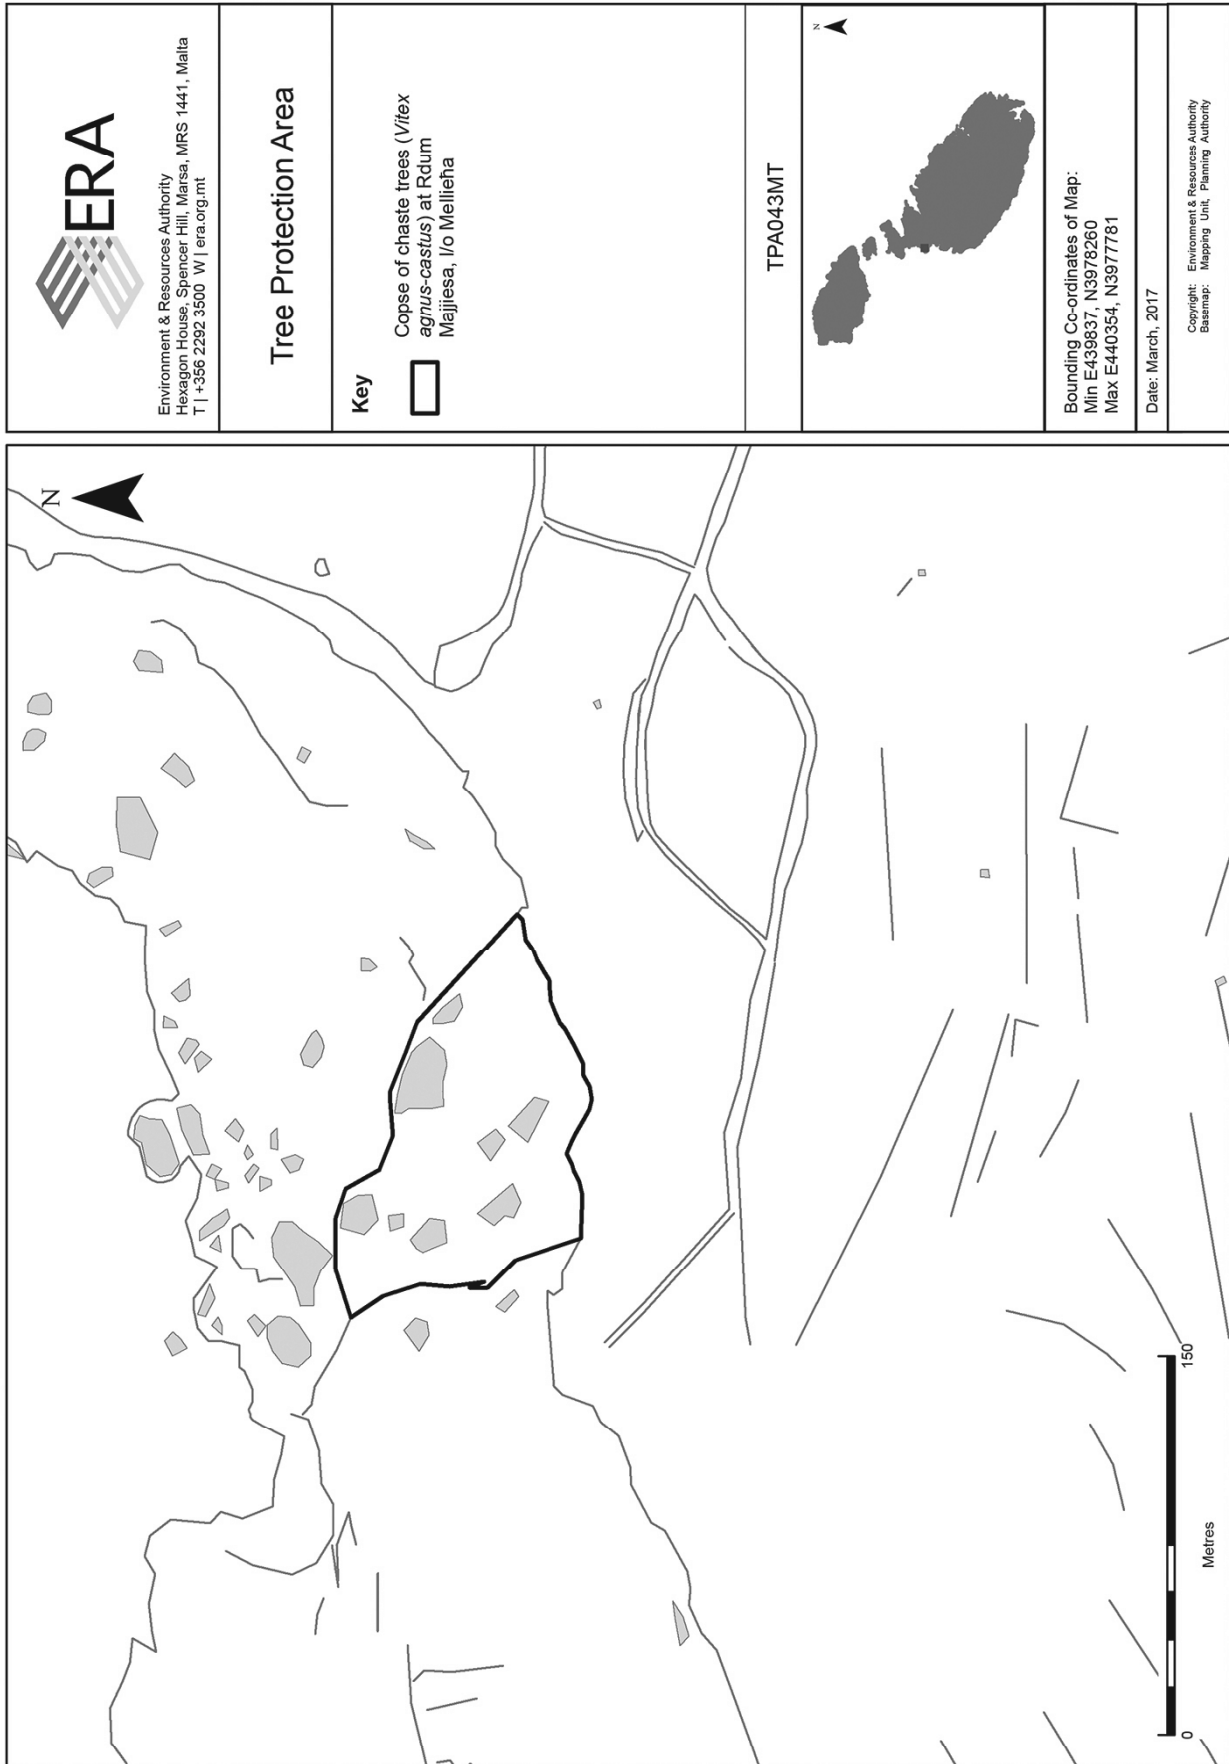 ERA
Environment & Resources Authority
Hexagon House, Spencer Hill, Marsa, MRS 1441, Malta
T | +356 2292 3500 W | era.org.mt
Tree Protection Area
Key
Copse of chaste trees (Vitex
agnus-castus) at Rdum
Majjiesa, l/o Mellieħa
TPA043MT
N
Bounding Co-ordinates of Map:
Min E439837, N3978260
Max E440354, N3977781
Date: March, 2017
Copyright: Environment & Resources Authority
Basemap: Mapping Unit, Planning Authority
N
0
150
Metres